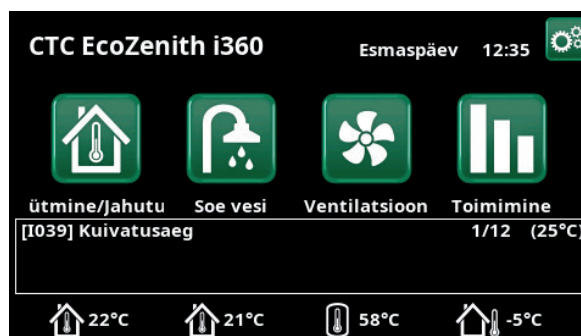 CTC EcoZenith i360 Esmaspäev 12:35
ütmine/Jahutu Soe vesi Ventilatsioon Toimimine
[I039] Kuivatusaeg 1/12 (25°C)
22°C 21°C 58°C -5°C